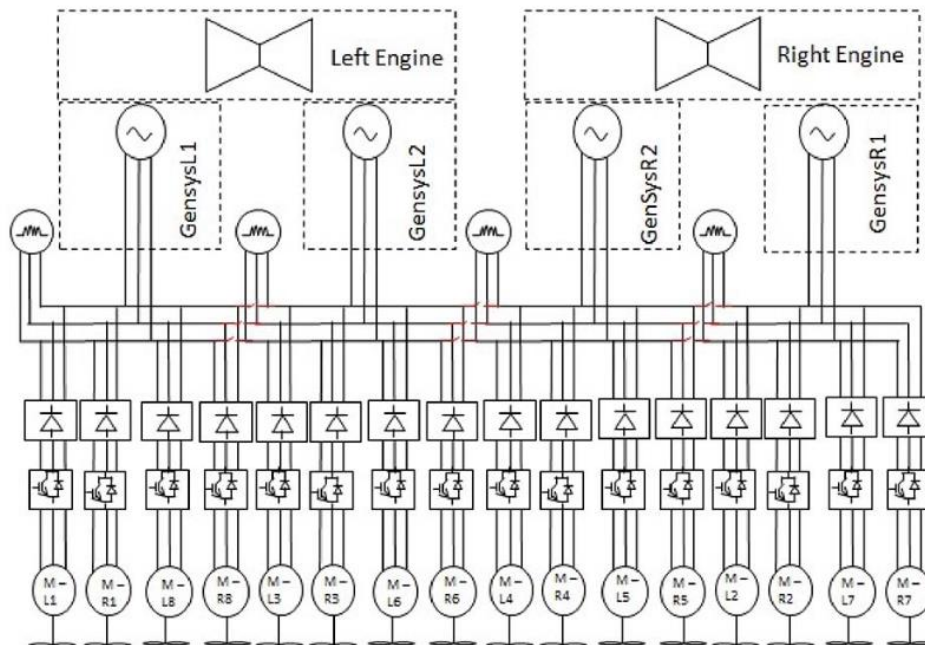 Left Engine
Right Engine
GensysL1
GensysL2
GenSysR2
GensysR1
M-
L1
M-
R1
M-
L8
M-
R8
M-
L3
M-
R3
M-
L6
M-
R6
M-
L4
M-
R4
M-
L5
M-
R5
M-
L2
M-
R2
M-
L7
M-
R7